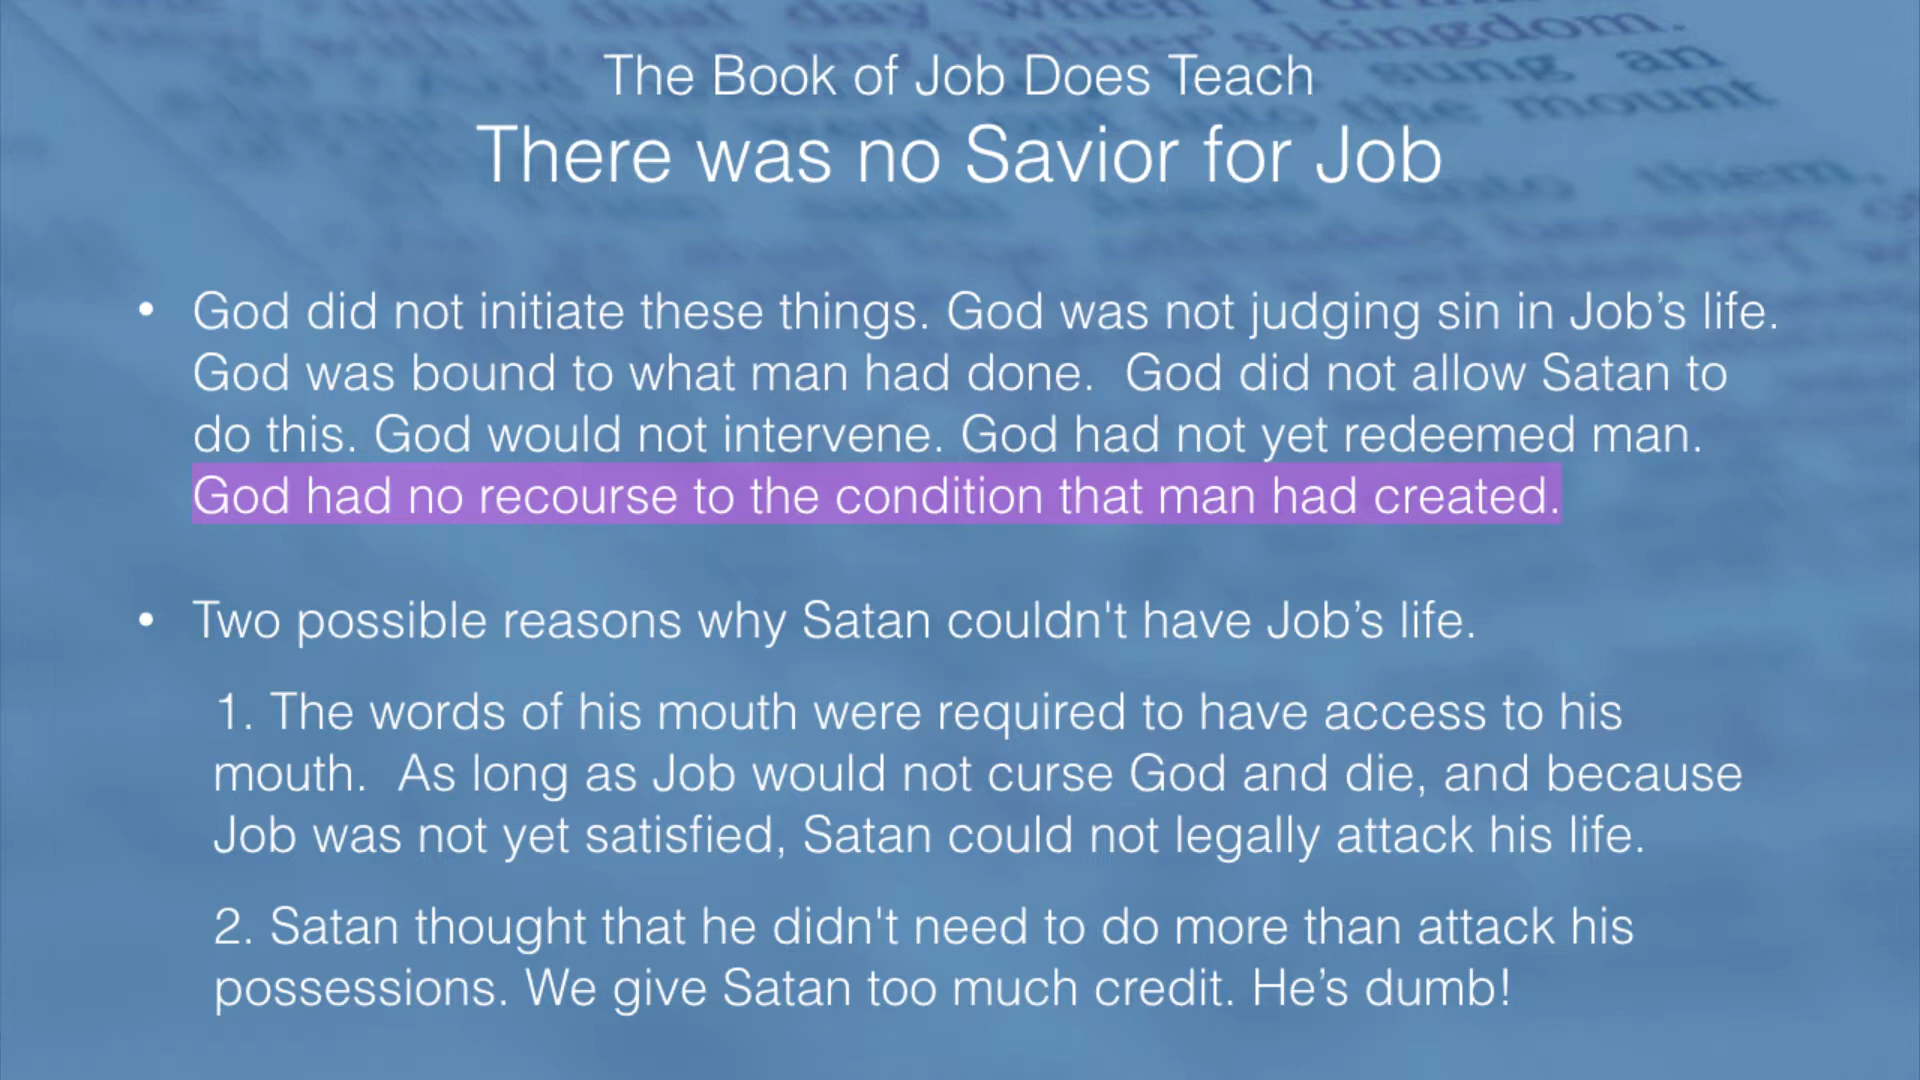 The Book of Job Does Teach
There was no Savior for Job
• God did not initiate these things. God was not judging sin in Job’s life.
God was bound to what man had done.  God did not allow Satan to
do this. God would not intervene. God had not yet redeemed man.
God had no recourse to the condition that man had created.
• Two possible reasons why Satan couldn't have Job’s life.
1. The words of his mouth were required to have access to his
mouth.  As long as Job would not curse God and die, and because
Job was not yet satisfied, Satan could not legally attack his life.
2. Satan thought that he didn't need to do more than attack his
possessions. We give Satan too much credit. He’s dumb!